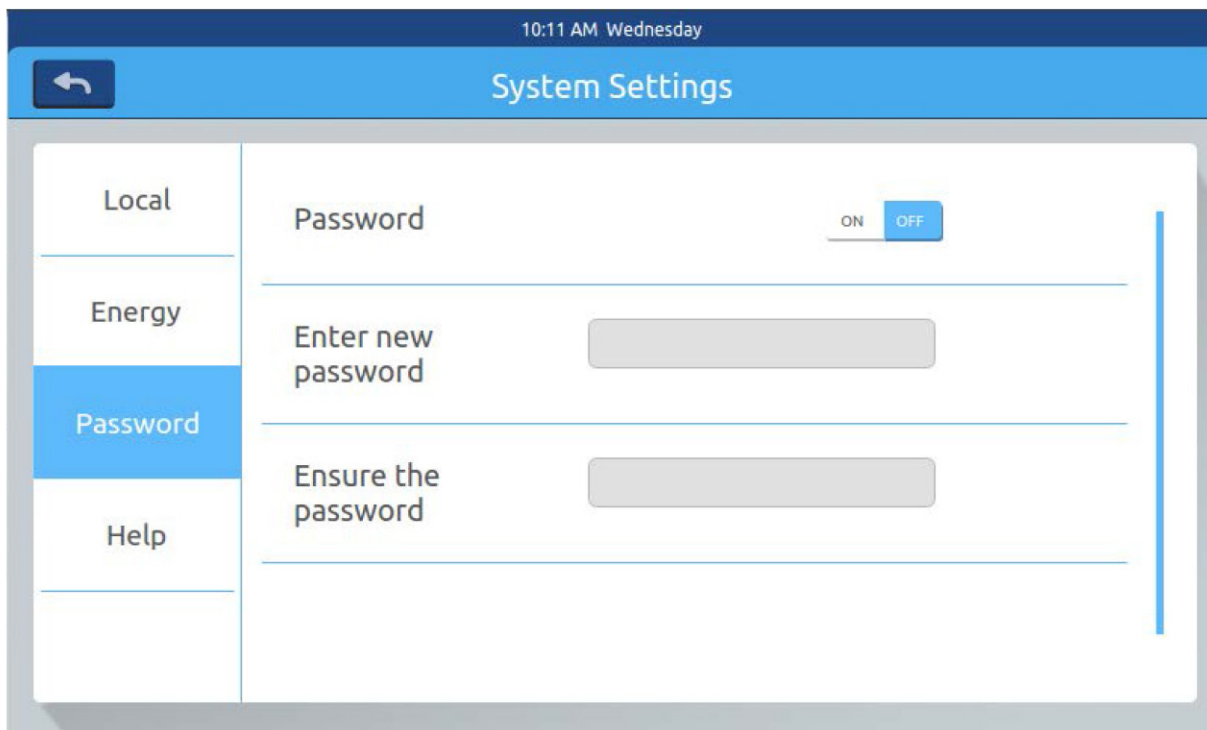 10:11 AM Wednesday
System Settings
Local
Energy
Password
Help
Password
ON OFF
Enter new
password
Ensure the
password